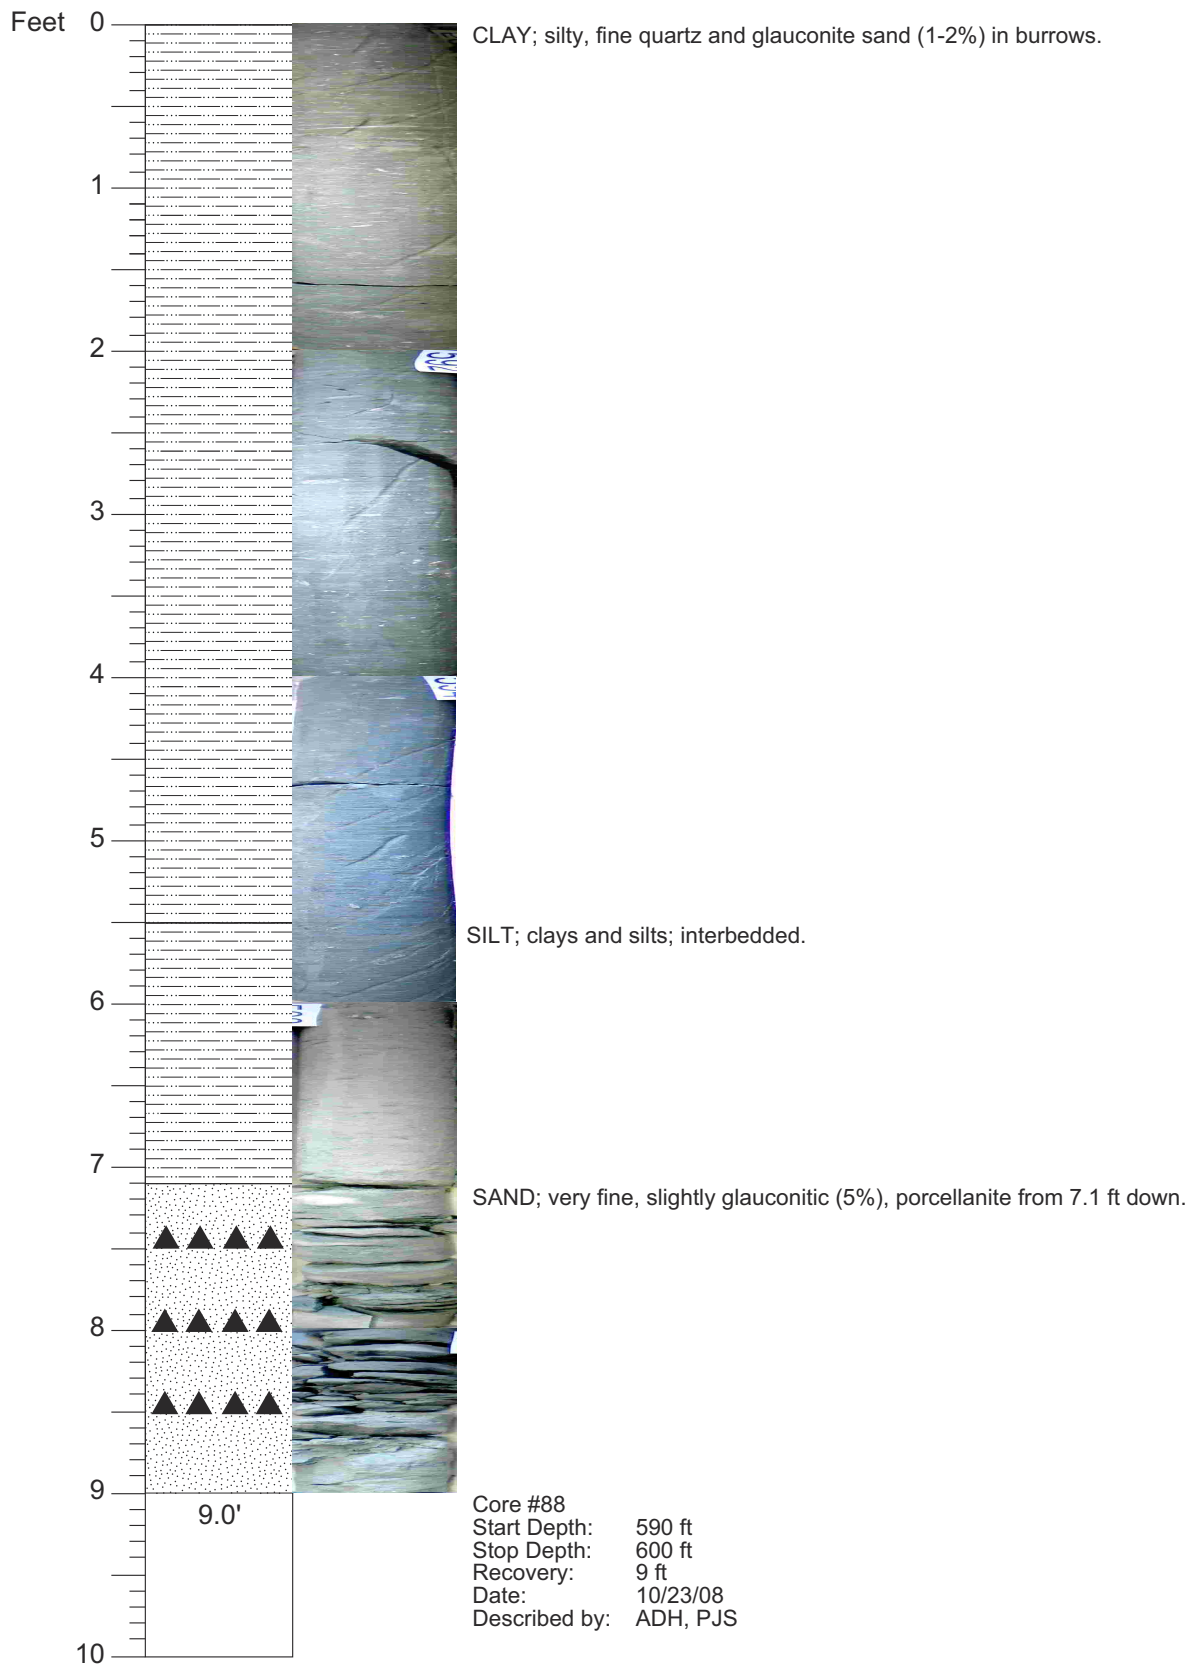 Feet 0
CLAY; silty, fine quartz and glauconite sand (1-2%) in burrows.
1
2
592
3
4
5
SILT; clays and silts; interbedded.
6
7
SAND; very fine, slightly glauconitic (5%), porcellanite from 7.1 ft down.
8
9
9.0'
Core #88
Start Depth: 590 ft
Stop Depth: 600 ft
Recovery: 9 ft
Date: 10/23/08
Described by: ADH, PJS
10